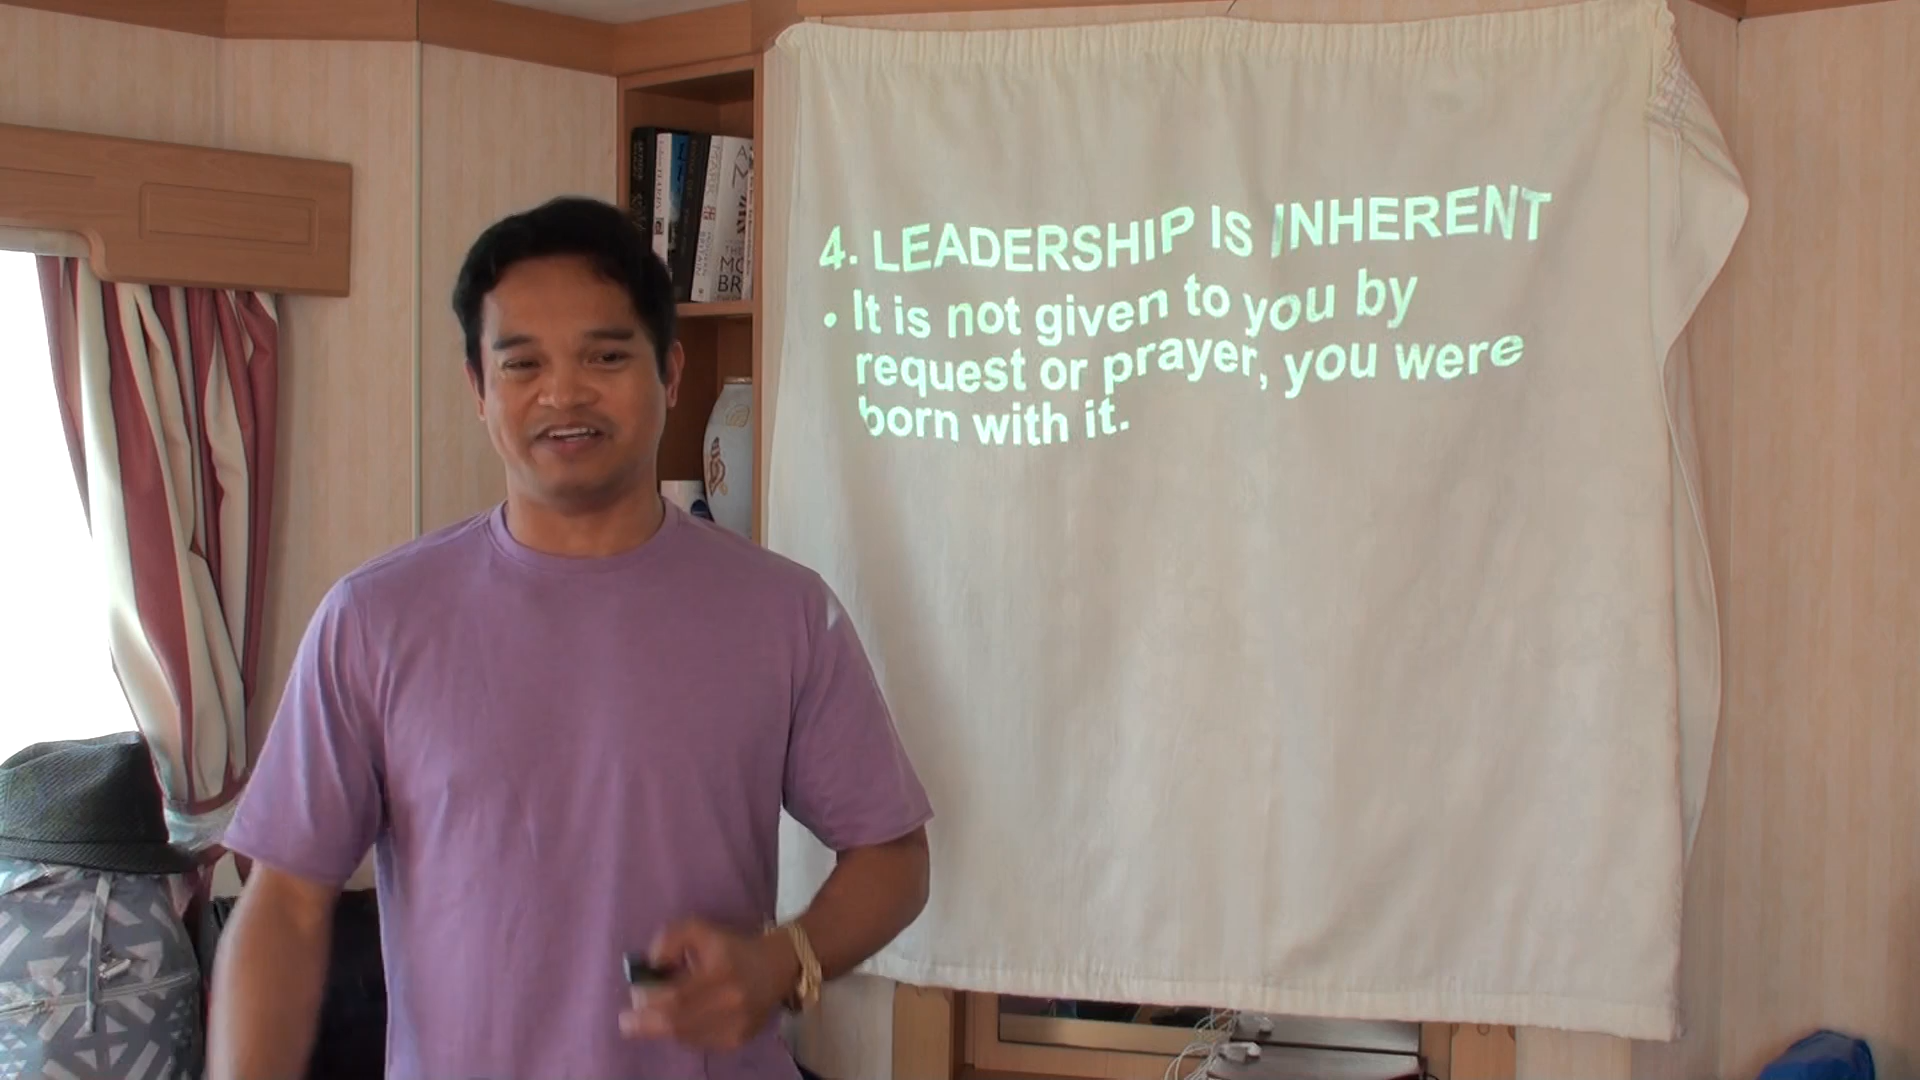 4. LEADERSHIP IS INHERENT
• It is not given to you by
request or prayer, you were
born with it.